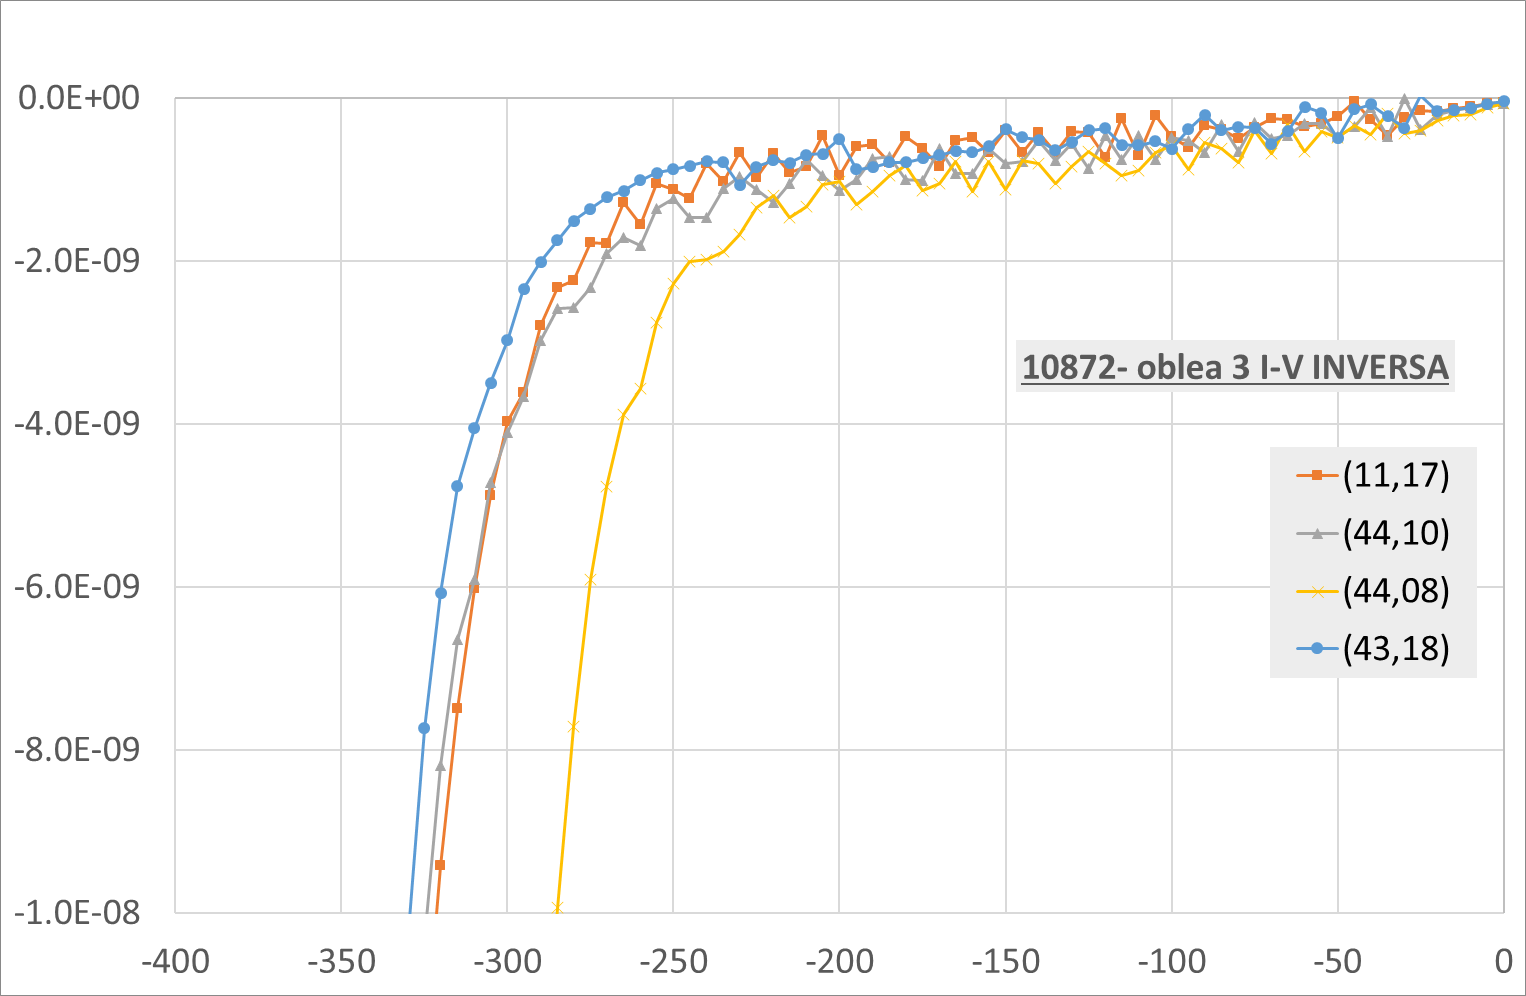 0.0E+00
-2.0E-09
-4.0E-09
-6.0E-09
-8.0E-09
-1.0E-08
10872- oblea 3 I-V INVERSA
(11,17)
(44,10)
(44,08)
(43,18)
-400 -350 -300 -250 -200 -150 -100 -50 0